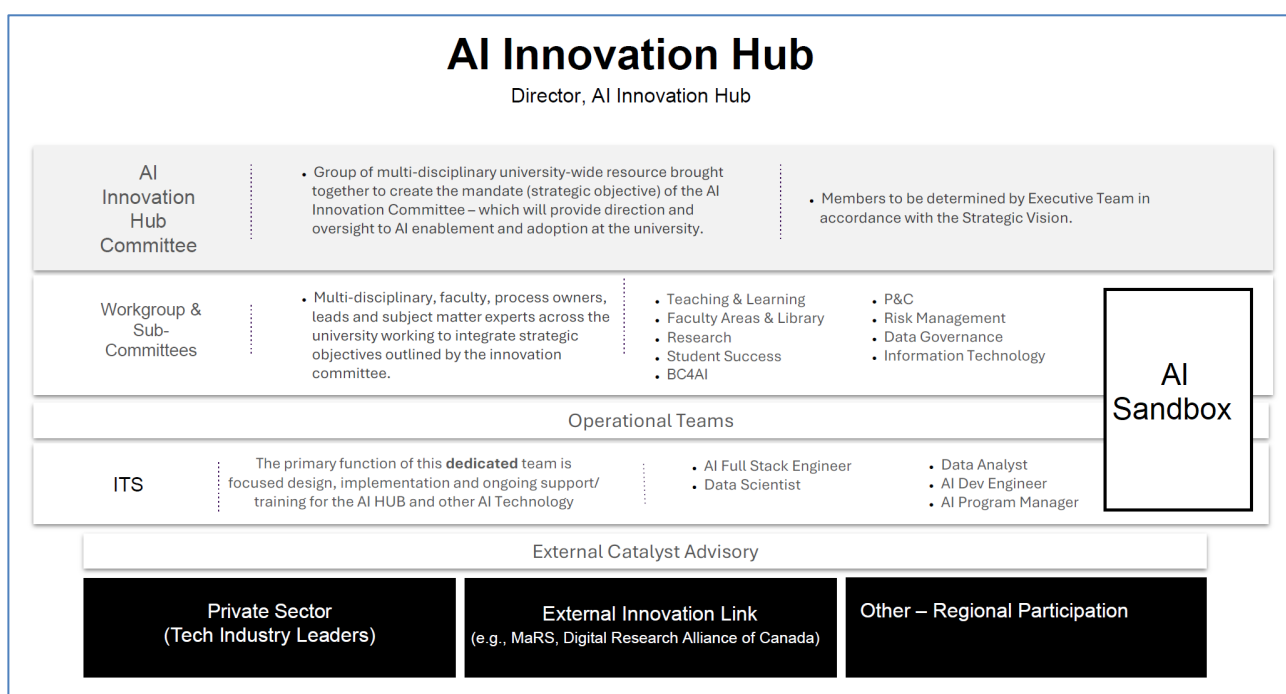 AI Innovation Hub
Director, AI Innovation Hub
AI
Innovation
Hub
Committee
• Group of multi-disciplinary university-wide resource brought
together to create the mandate (strategic objective) of the AI
Innovation Committee – which will provide direction and
oversight to AI enablement and adoption at the university.
• Members to be determined by Executive Team in
accordance with the Strategic Vision.
Workgroup &
Sub-
Committees
• Multi-disciplinary, faculty, process owners,
leads and subject matter experts across the
university working to integrate strategic
objectives outlined by the innovation
committee.
• Teaching & Learning
• Faculty Areas & Library
• Research
• Student Success
• BC4AI
• P&C
• Risk Management
• Data Governance
• Information Technology
AI
Sandbox
Operational Teams
ITS
The primary function of this dedicated team is
focused design, implementation and ongoing support/
training for the AI HUB and other AI Technology
• AI Full Stack Engineer
• Data Scientist
• Data Analyst
• AI Dev Engineer
• AI Program Manager
External Catalyst Advisory
Private Sector
(Tech Industry Leaders)
External Innovation Link
(e.g., MaRS, Digital Research Alliance of Canada)
Other – Regional Participation